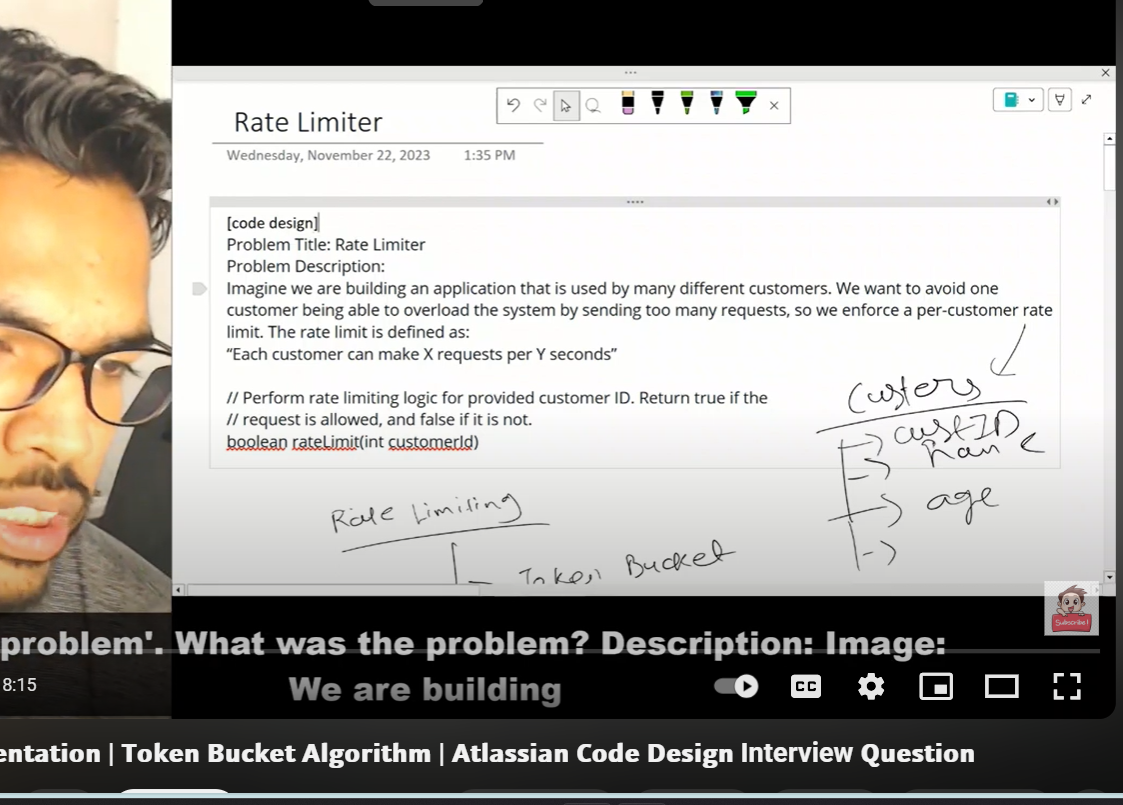 Rate Limiter
Wednesday, November 22, 2023 1:35 PM
[code design]
Problem Title: Rate Limiter
Problem Description:
Imagine we are building an application that is used by many different customers. We want to avoid one
customer being able to overload the system by sending too many requests, so we enforce a per-customer rate
limit. The rate limit is defined as:
“Each customer can make X requests per Y seconds”
// Perform rate limiting logic for provided customer ID. Return true if the
// request is allowed, and false if it is not.
boolean rateLimit(int customerId)
custID
age
Rate Limiting
Token Bucket
Subscribe!
problem'. What was the problem? Description: Image:
We are building
8:15
CC
entation | Token Bucket Algorithm | Atlassian Code Design Interview Question